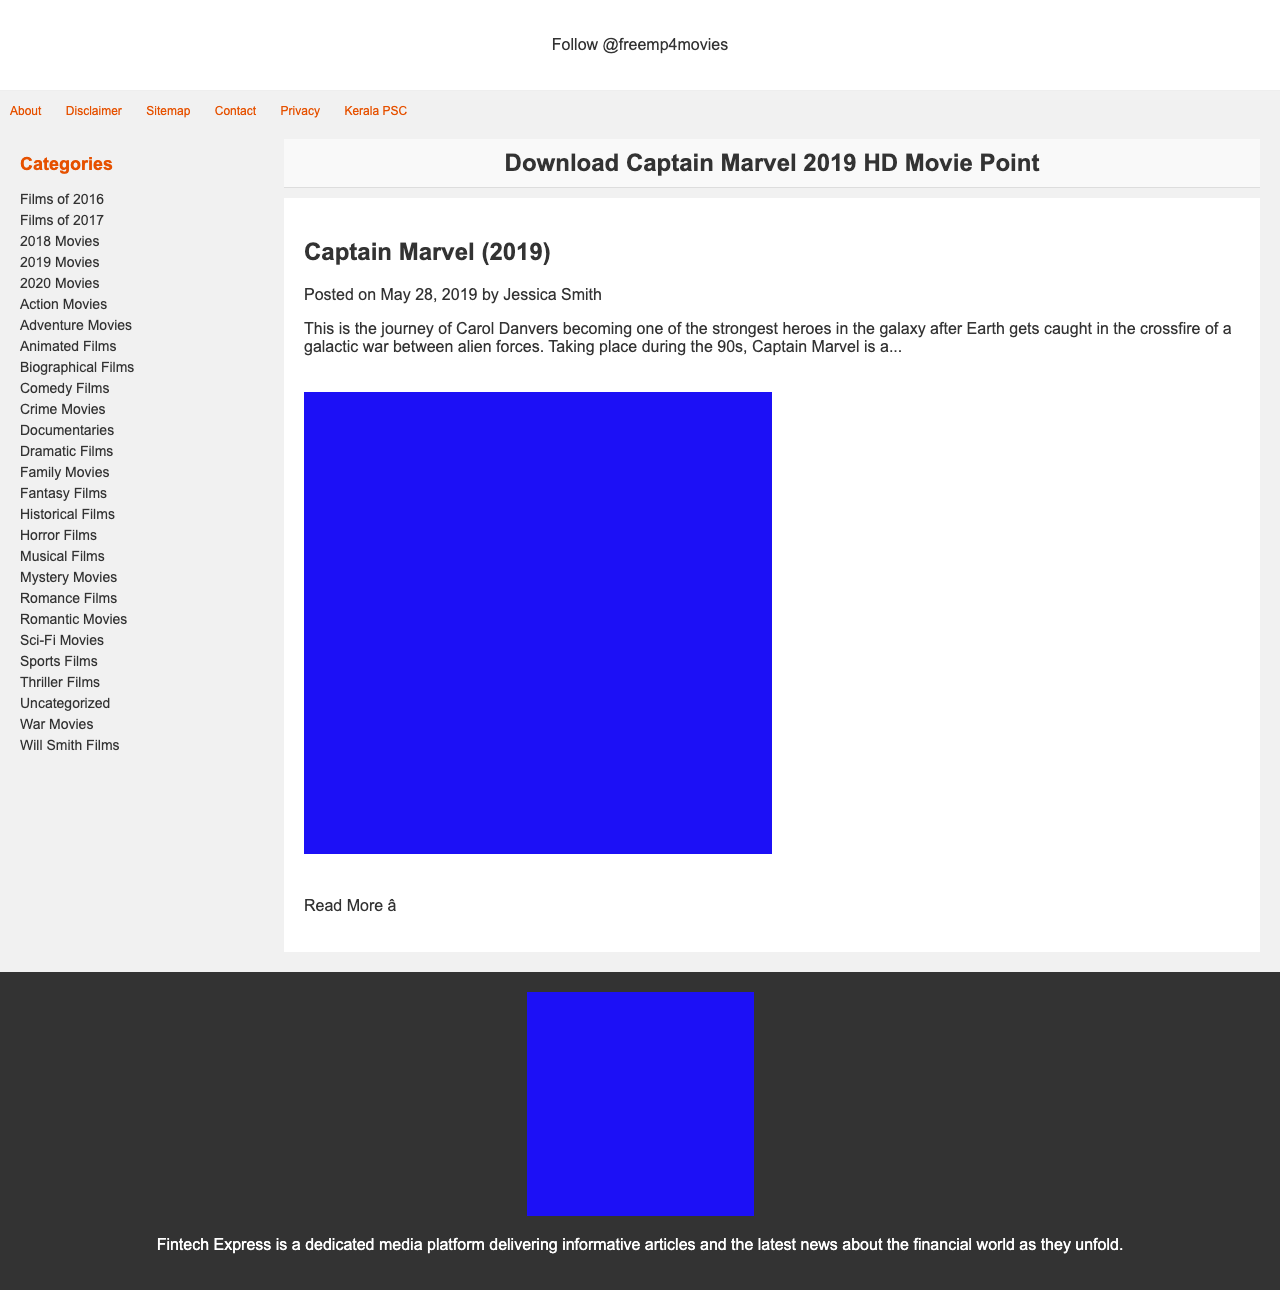 Follow @freemp4movies
About Disclaimer Sitemap Contact Privacy Kerala PSC
Categories
Films of 2016
Films of 2017
2018 Movies
2019 Movies
2020 Movies
Action Movies
Adventure Movies
Animated Films
Biographical Films
Comedy Films
Crime Movies
Documentaries
Dramatic Films
Family Movies
Fantasy Films
Historical Films
Horror Films
Musical Films
Mystery Movies
Romance Films
Romantic Movies
Sci-Fi Movies
Sports Films
Thriller Films
Uncategorized
War Movies
Will Smith Films
Download Captain Marvel 2019 HD Movie Point
Captain Marvel (2019)
Posted on May 28, 2019 by Jessica Smith
This is the journey of Carol Danvers becoming one of the strongest heroes in the galaxy after Earth gets caught in the crossfire of a
galactic war between alien forces. Taking place during the 90s, Captain Marvel is a...
Read More â
Fintech Express is a dedicated media platform delivering informative articles and the latest news about the financial world as they unfold.